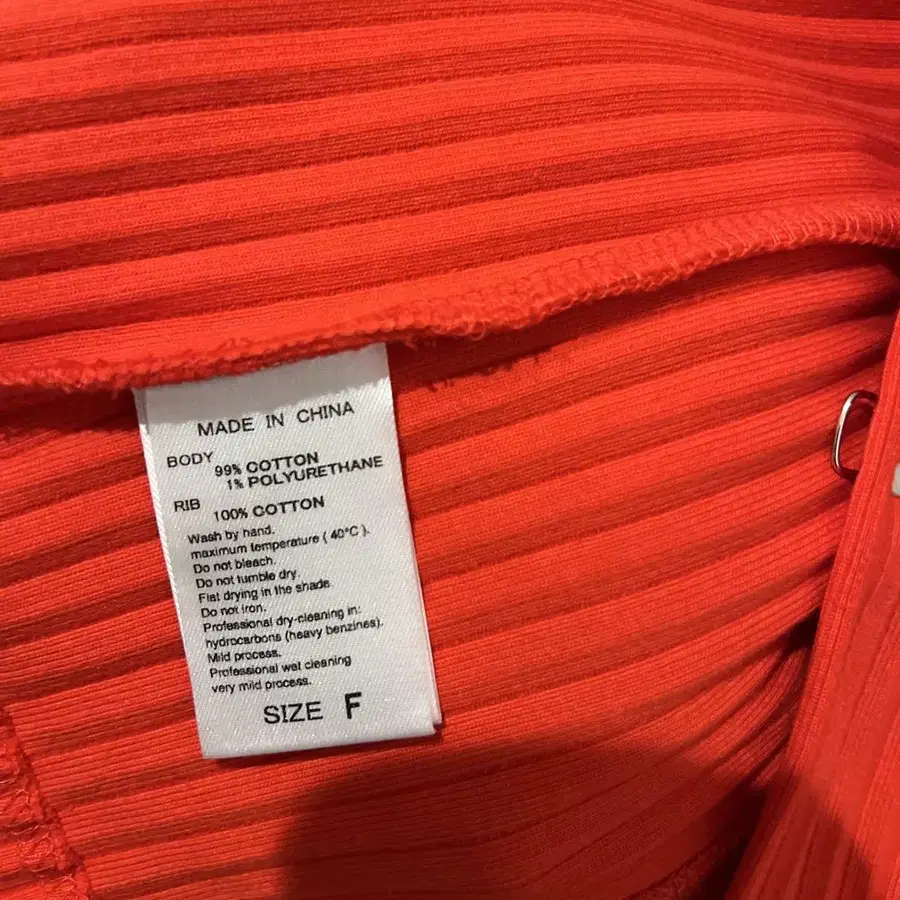 MADE IN CHINA
BODY
99% COTTON
1% POLYURETHANE
RIB
100% COTTON
Wash by hand.
maximum temperature ( 40°C ).
Do not bleach.
Do not tumble dry.
Flat drying in the shade.
Do not iron.
Professional dry-cleaning in:
hydrocarbons (heavy benzines).
Mild process.
Professional wet cleaning
very mild process.
SIZE F